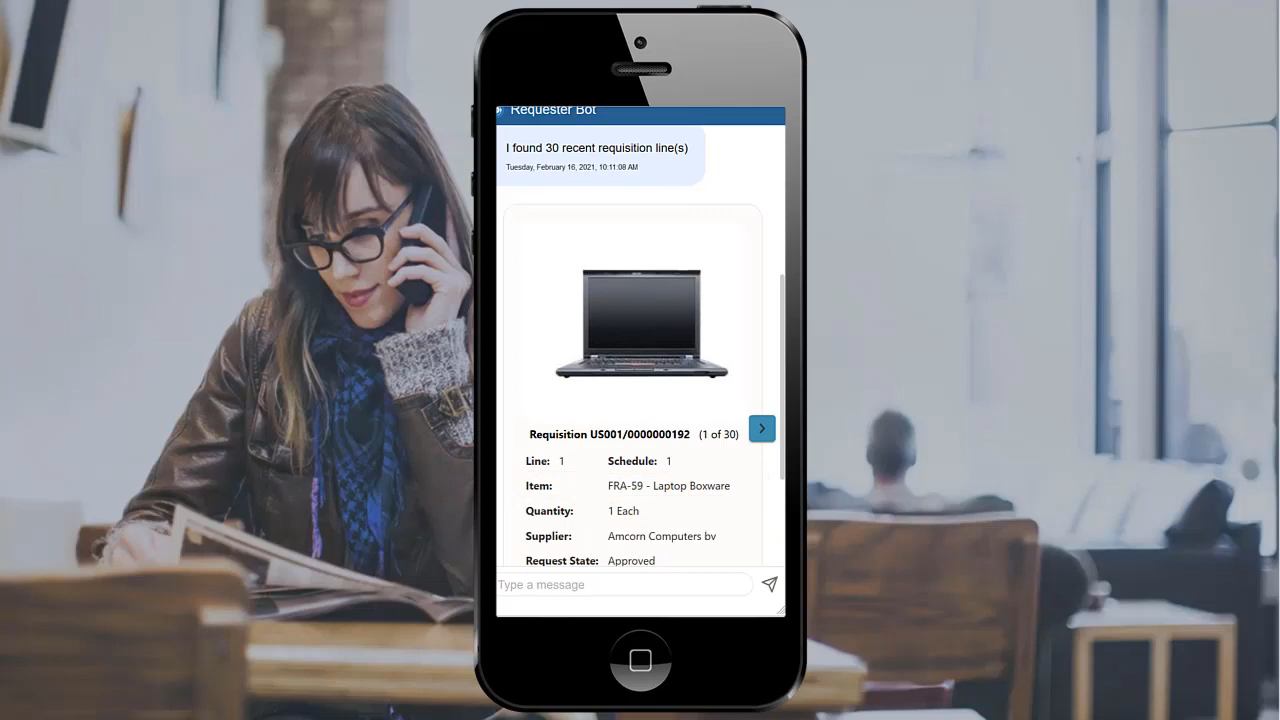 Requester Bot
I found 30 recent requisition line(s)
Tuesday, February 16, 2021, 10:11:08 AM
Requisition US001/0000000192 (1 of 30)
Line: 1 Schedule: 1
Item: FRA-59 - Laptop Boxware
Quantity: 1 Each
Supplier: Amcorn Computers bv
Request State: Approved
Type a message